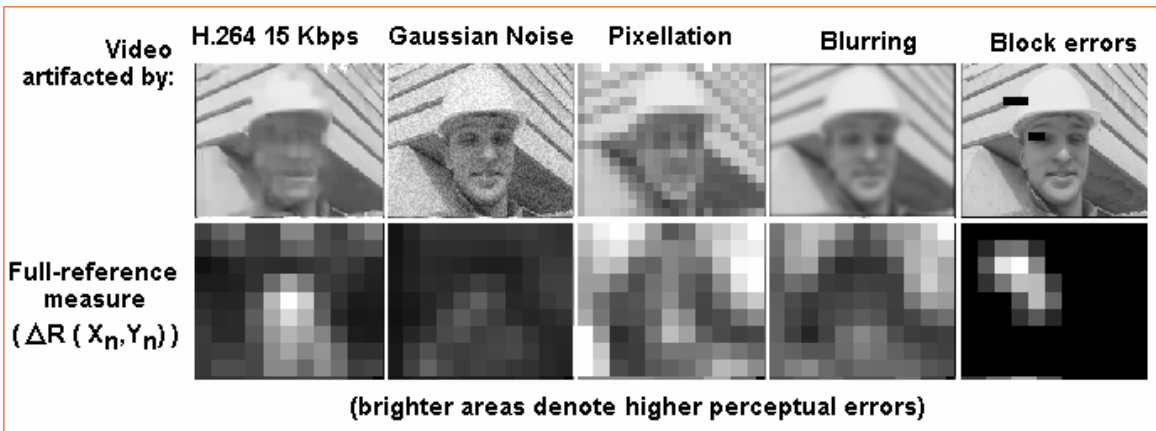 Video
artifacted by:
H.264 15 Kbps
Gaussian Noise
Pixellation
Blurring
Block errors
Full-reference
measure
(ΔR(Xn,Yn))
(brighter areas denote higher perceptual errors)